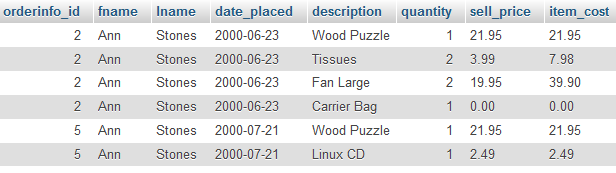 orderinfo_id fname lname date_placed description quantity sell_price item_cost
2 Ann Stones 2000-06-23 Wood Puzzle 1 21.95 21.95
2 Ann Stones 2000-06-23 Tissues 2 3.99 7.98
2 Ann Stones 2000-06-23 Fan Large 2 19.95 39.90
2 Ann Stones 2000-06-23 Carrier Bag 1 0.00 0.00
5 Ann Stones 2000-07-21 Wood Puzzle 1 21.95 21.95
5 Ann Stones 2000-07-21 Linux CD 1 2.49 2.49